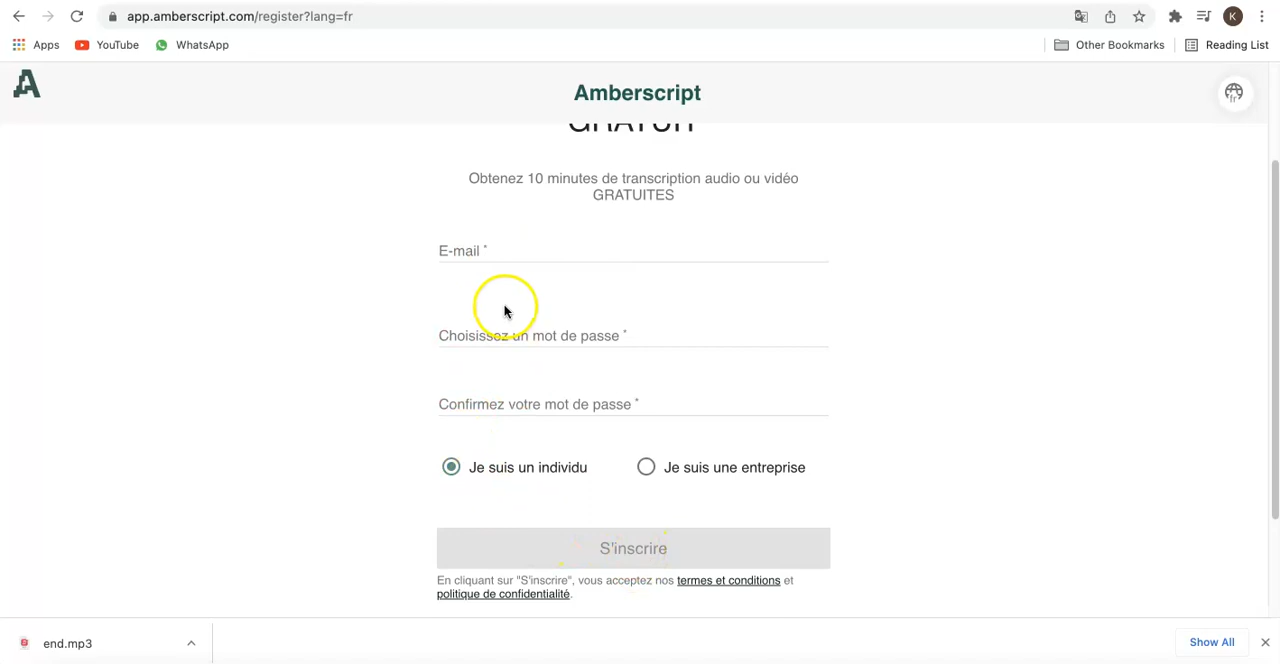 app.amberscript.com/register?lang=fr
K
Apps
YouTube
WhatsApp
Other Bookmarks
Reading List
A
Amberscript
fr
GRATUIT
Obtenez 10 minutes de transcription audio ou vidéo
GRATUITES
E-mail *
Choisissez un mot de passe *
Confirmez votre mot de passe *
Je suis un individu
Je suis une entreprise
S'inscrire
En cliquant sur "S'inscrire", vous acceptez nos termes et conditions et
politique de confidentialité.
end.mp3
Show All